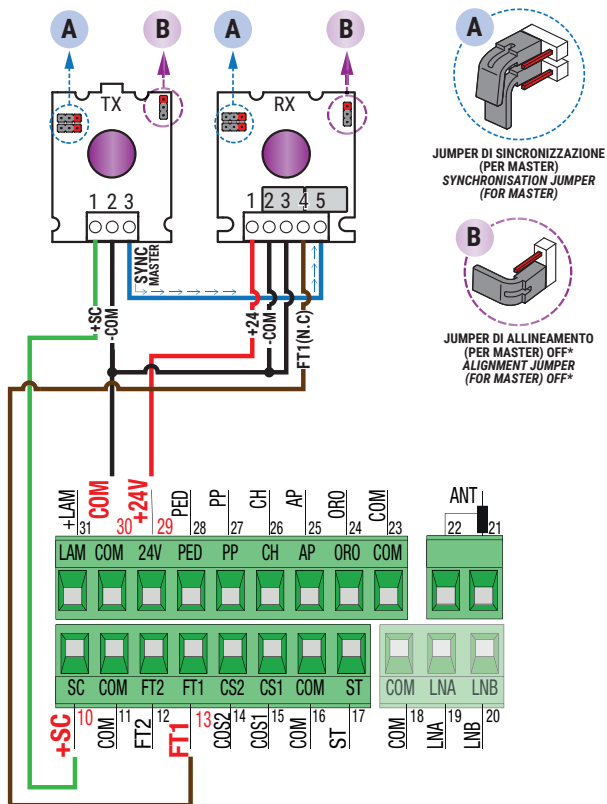 A B A B A
TX RX
1 2 3
1 2 3 4 5
JUMPER DI SINCRONIZZAZIONE
(PER MASTER)
SYNCHRONISATION JUMPER
(FOR MASTER)
SYNC
MASTER
+SC
-COM
+24
-COM
FT1(N.C)
B
JUMPER DI ALLINEAMENTO
(PER MASTER) OFF*
ALIGNMENT JUMPER
(FOR MASTER) OFF*
+LAM COM +24V PED PP CH AP ORO COM ANT
31 30 29 28 27 26 25 24 23 22 21
LAM COM 24V PED PP CH AP ORO COM
SC COM FT2 FT1 CS2 CS1 COM ST COM LNA LNB
10 11 12 13 14 15 16 17 18 19 20
+SC COM FT2 FT1 COS2 COS1 COM ST COM LNA LNB